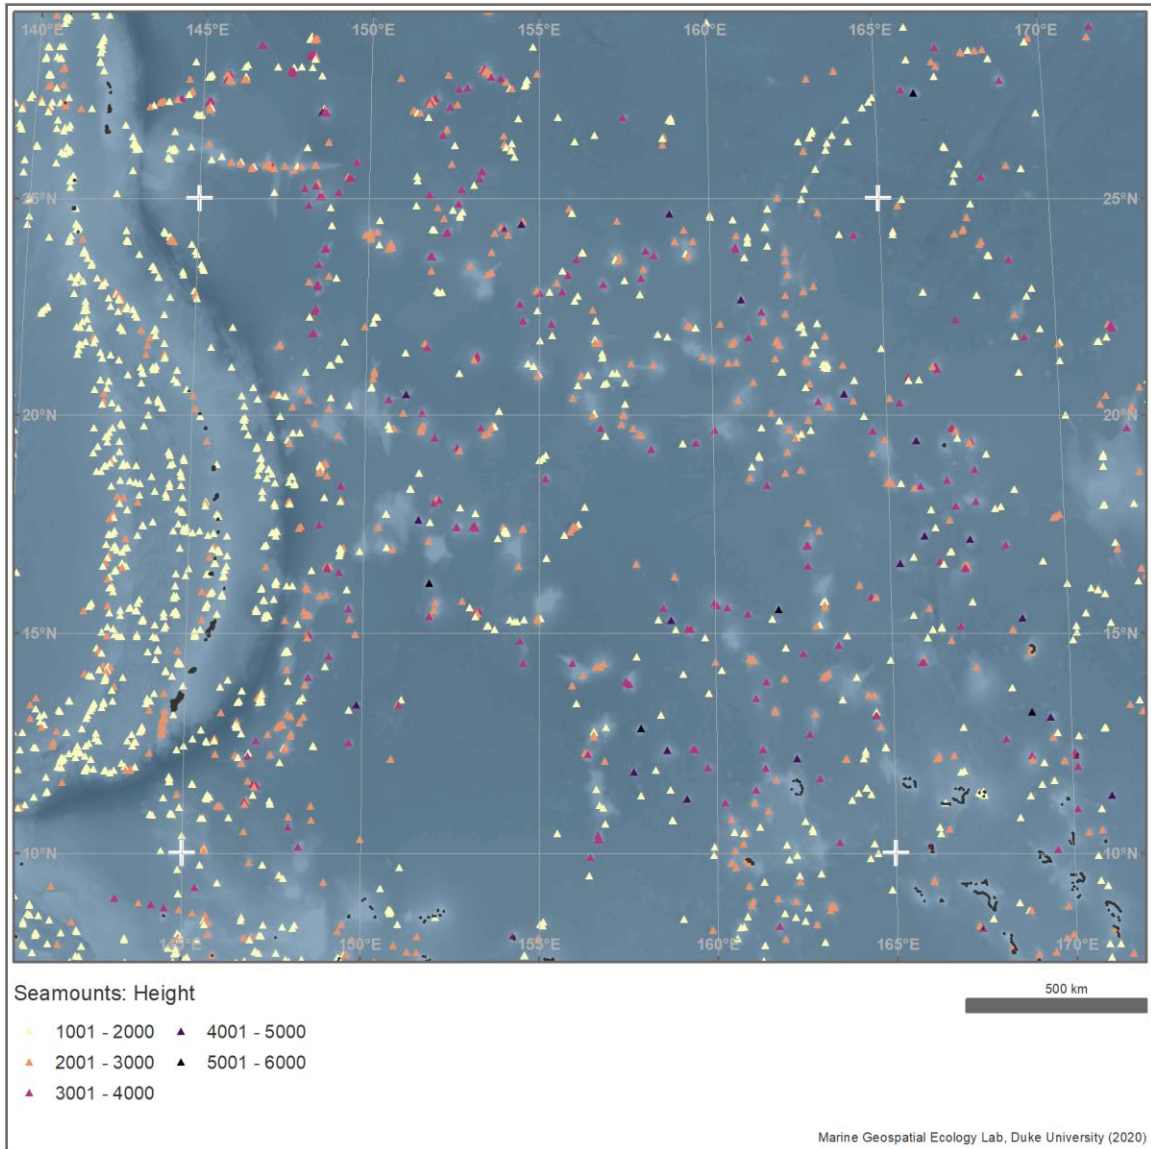 140°E 145°E 150°E 155°E 160°E 165°E 170°E
25°N 25°N
20°N 20°N
15°N 15°N
10°N 10°N
145°E 150°E 155°E 160°E 165°E 170°E
Seamounts: Height
500 km
1001 - 2000 4001 - 5000
2001 - 3000 5001 - 6000
3001 - 4000
Marine Geospatial Ecology Lab, Duke University (2020)